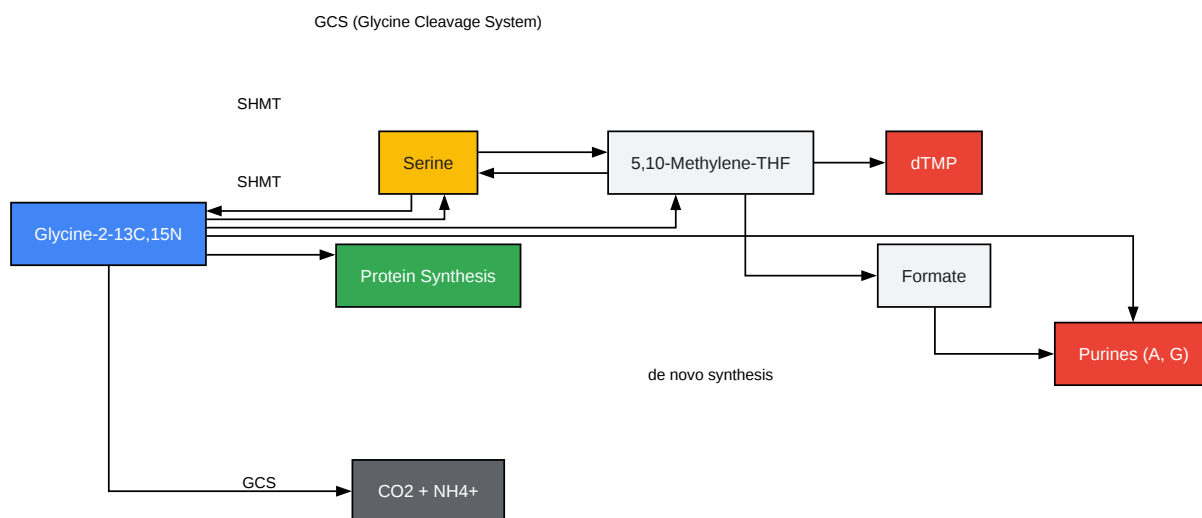 GCS (Glycine Cleavage System)
SHMT
Serine
5,10-Methylene-THF
dTMP
SHMT
Glycine-2-13C,15N
Protein Synthesis
Formate
Purines (A, G)
de novo synthesis
GCS
CO2 + NH4+